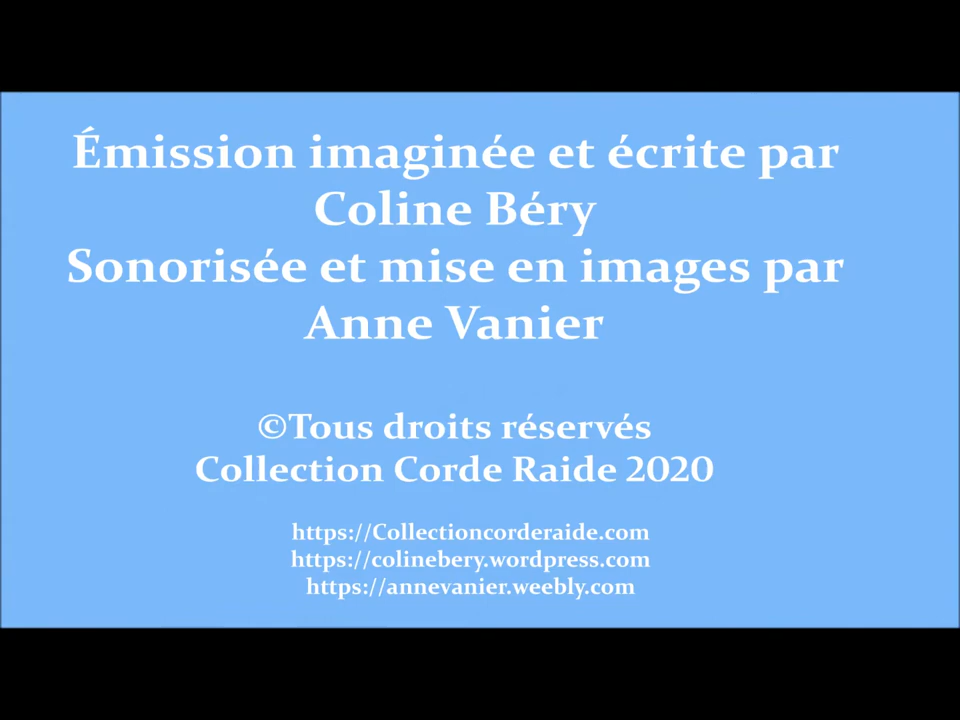 Émission imaginée et écrite par
Coline Béry
Sonorisée et mise en images par
Anne Vanier
©Tous droits réservés
Collection Corde Raide 2020
https://Collectioncorderaide.com
https://colinebery.wordpress.com
https://annevanier.weebly.com